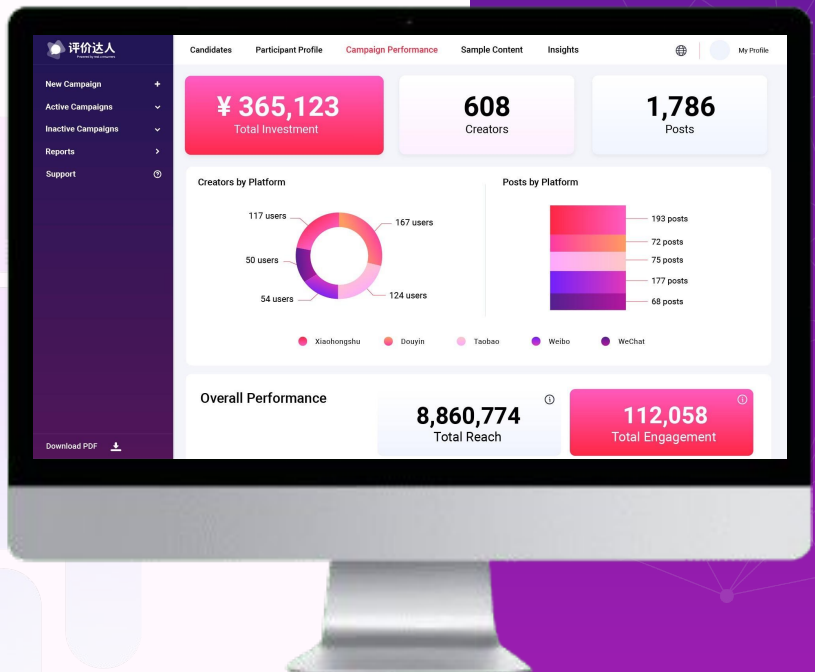 评价达人
Candidates
Participant Profile
Campaign Performance
Sample Content
Insights
My Profile
New Campaign
Active Campaigns
Inactive Campaigns
Reports
Support
Download PDF
¥ 365,123
Total Investment
608
Creators
1,786
Posts
Creators by Platform
117 users
167 users
50 users
54 users
124 users
Posts by Platform
193 posts
72 posts
75 posts
177 posts
68 posts
Xiaohongshu
Douyin
Taobao
Weibo
WeChat
Overall Performance
8,860,774
Total Reach
112,058
Total Engagement